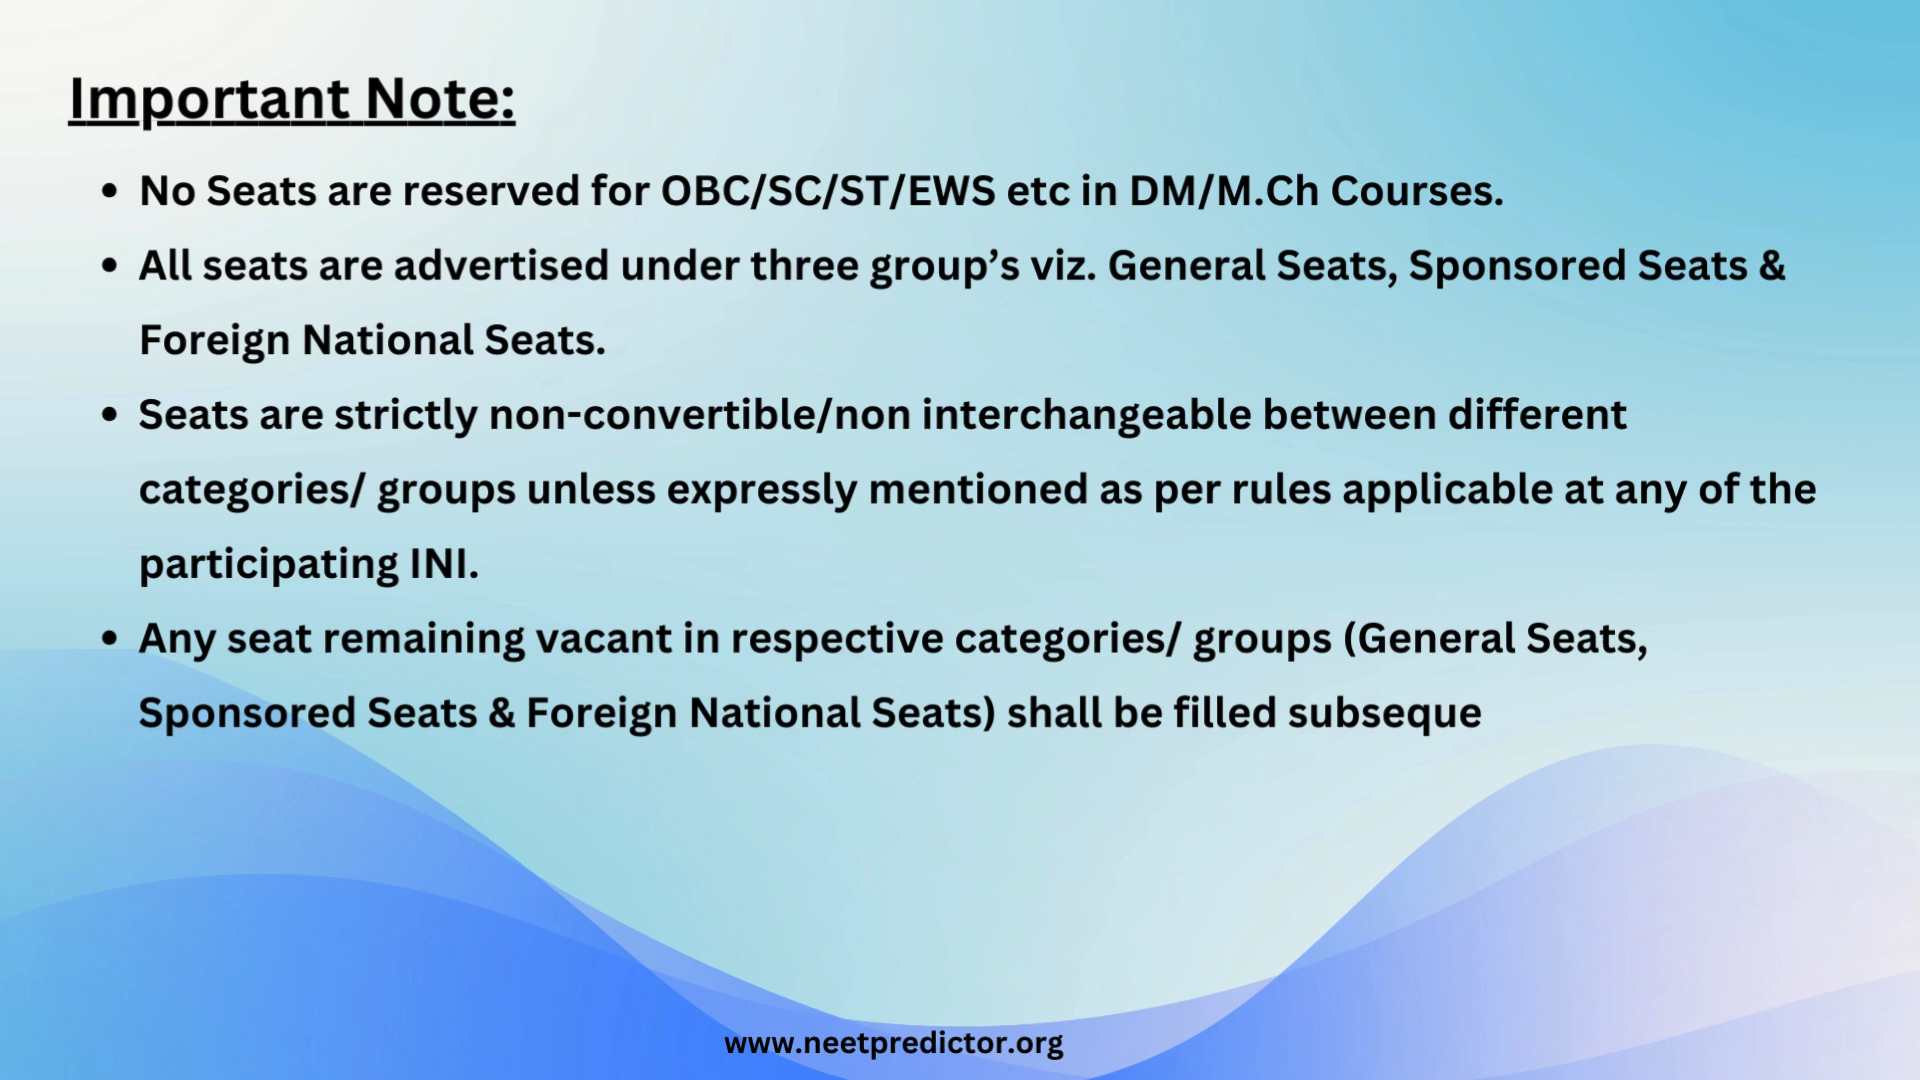 Important Note:
• No Seats are reserved for OBC/SC/ST/EWS etc in DM/M.Ch Courses.
• All seats are advertised under three group’s viz. General Seats, Sponsored Seats &
Foreign National Seats.
• Seats are strictly non-convertible/non interchangeable between different
categories/ groups unless expressly mentioned as per rules applicable at any of the
participating INI.
• Any seat remaining vacant in respective categories/ groups (General Seats,
Sponsored Seats & Foreign National Seats) shall be filled subseque
www.neetpredictor.org